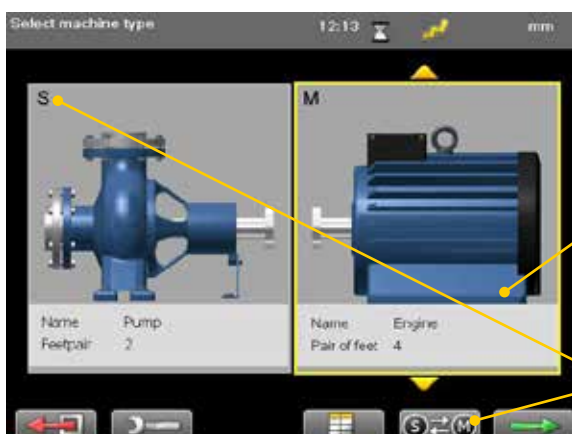 Select machine type 12:13 mm
S M
Name Pump
Feetpair 2
Name Engine
Pair of feet 4
S M